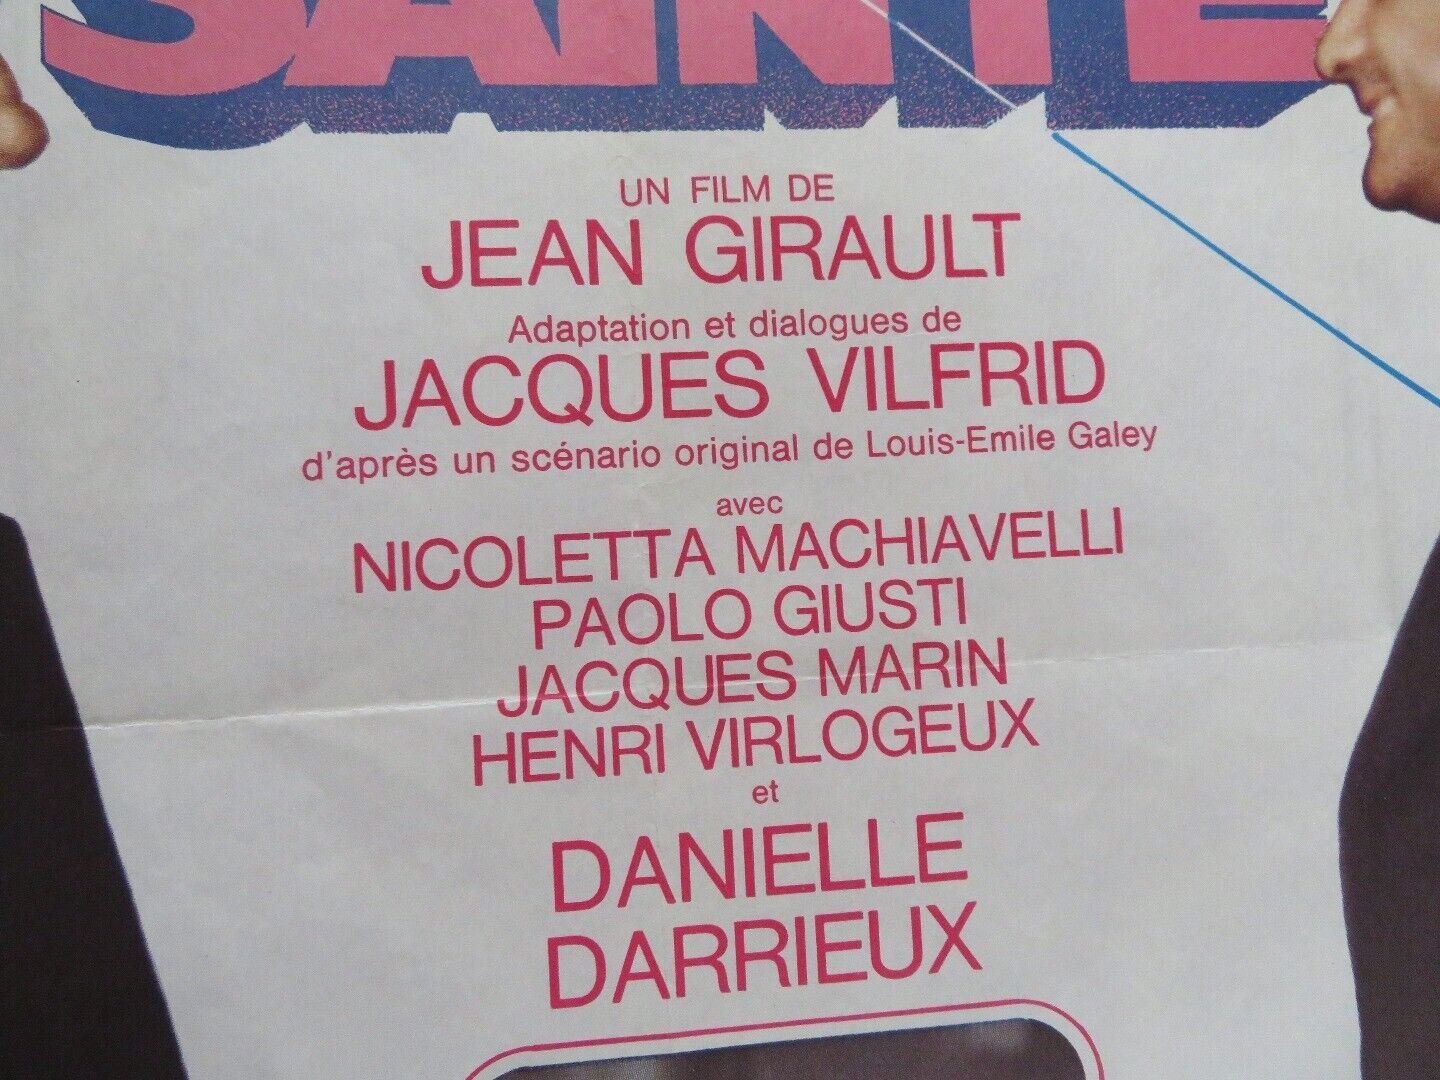 SAINTE
UN FILM DE
JEAN GIRAULT
Adaptation et dialogues de
JACQUES VILFRID
d'après un scénario original de Louis-Emile Galey
avec
NICOLETTA MACHIAVELLI
PAOLO GIUSTI
JACQUES MARIN
HENRI VIRLOGEUX
et
DANIELLE
DARRIEUX